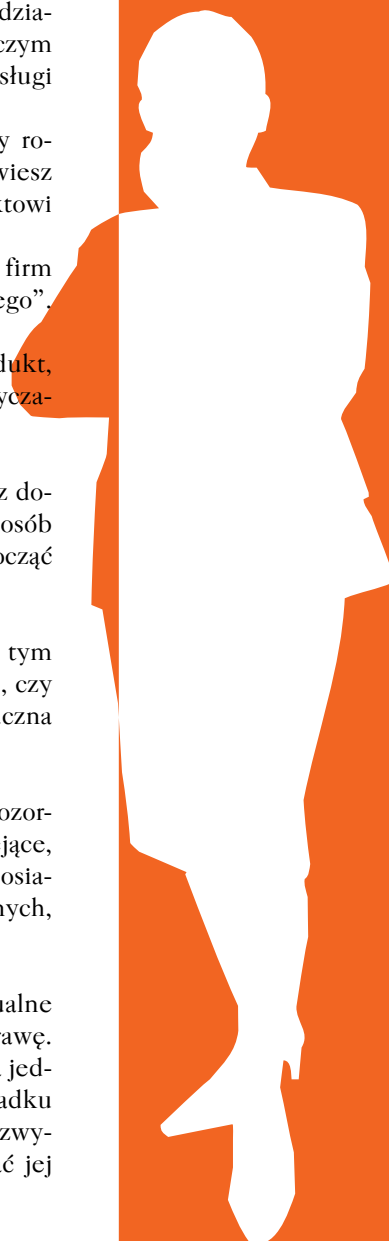 dzia-
czym
sługi
y ro-
wiesz
ktowi
firm
ego”.
dukt,
ycza-
z do-
osób
ocząć
tym
, czy
czna
ozor-
jące,
osia-
nych,
ualne
rawę.
jed-
adku
zwy-
ć jej